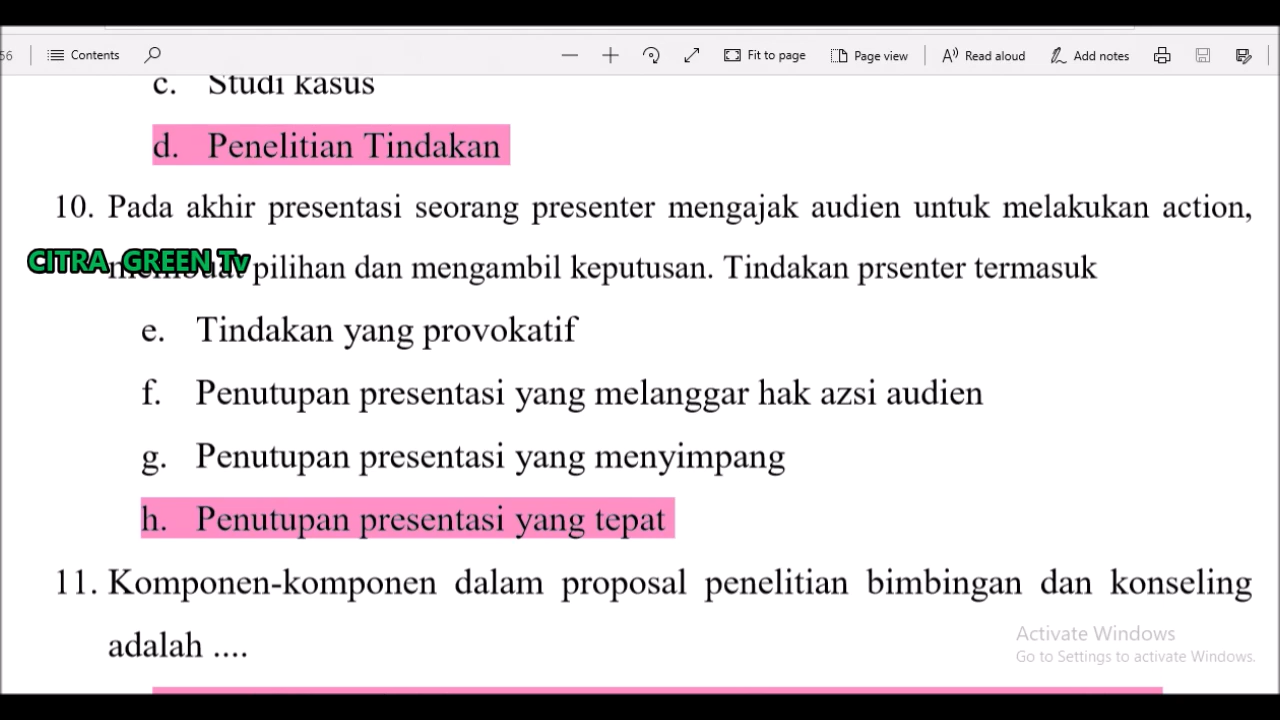 56 Contents Fit to page Page view Read aloud Add notes
c. Studi kasus
d. Penelitian Tindakan
10. Pada akhir presentasi seorang presenter mengajak audien untuk melakukan action,
CITRA GREEN Tv
pilihan dan mengambil keputusan. Tindakan prsenter termasuk
e. Tindakan yang provokatif
f. Penutupan presentasi yang melanggar hak azsi audien
g. Penutupan presentasi yang menyimpang
h. Penutupan presentasi yang tepat
11. Komponen-komponen dalam proposal penelitian bimbingan dan konseling
adalah ....
Activate Windows
Go to Settings to activate Windows.